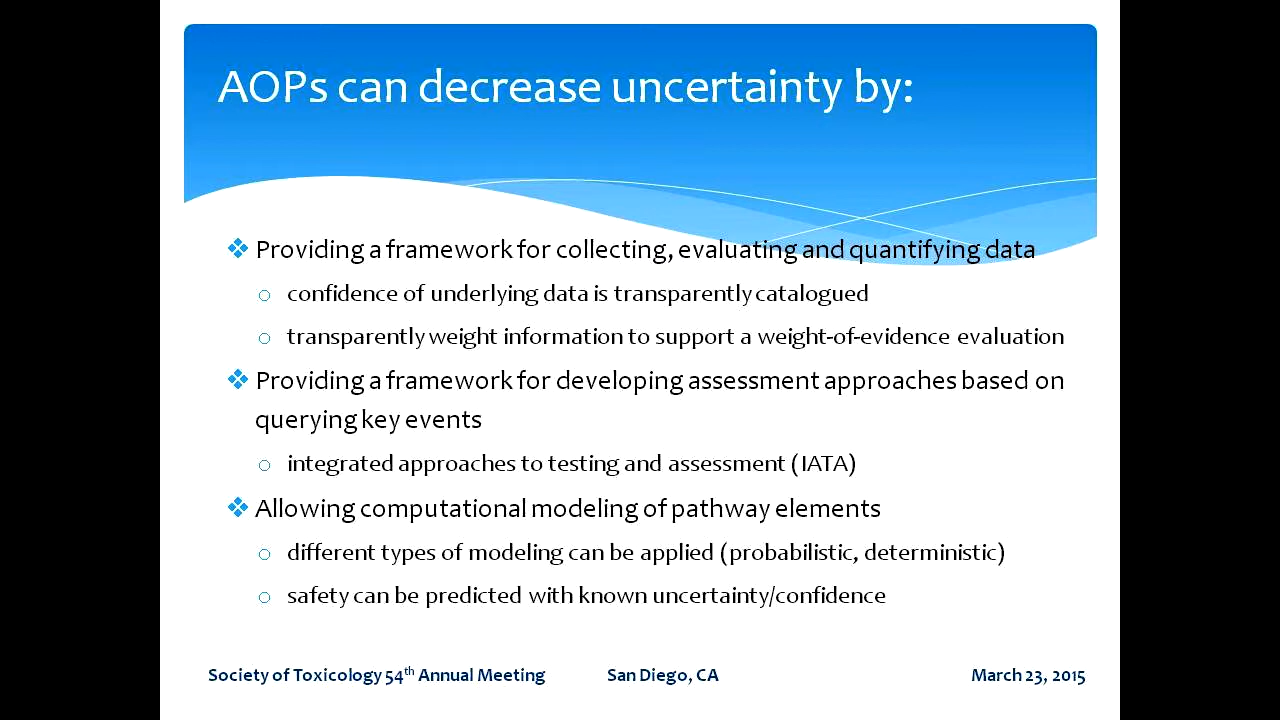 AOPs can decrease uncertainty by:
Providing a framework for collecting, evaluating and quantifying data
confidence of underlying data is transparently catalogued
transparently weight information to support a weight-of-evidence evaluation
Providing a framework for developing assessment approaches based on
querying key events
integrated approaches to testing and assessment (IATA)
Allowing computational modeling of pathway elements
different types of modeling can be applied (probabilistic, deterministic)
safety can be predicted with known uncertainty/confidence
Society of Toxicology 54th Annual Meeting San Diego, CA March 23, 2015